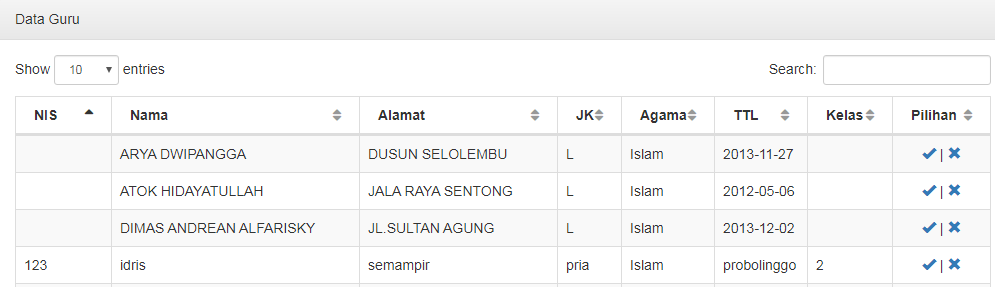 Data Guru
Show 10 entries Search:
NIS Nama Alamat JK Agama TTL Kelas Pilihan
ARYA DWIPANGGA DUSUN SELOLEMBU L Islam 2013-11-27 |
ATOK HIDAYATULLAH JALA RAYA SENTONG L Islam 2012-05-06 |
DIMAS ANDREAN ALFARISKY JL.SULTAN AGUNG L Islam 2013-12-02 |
123 idris semampir pria Islam probolinggo 2 |